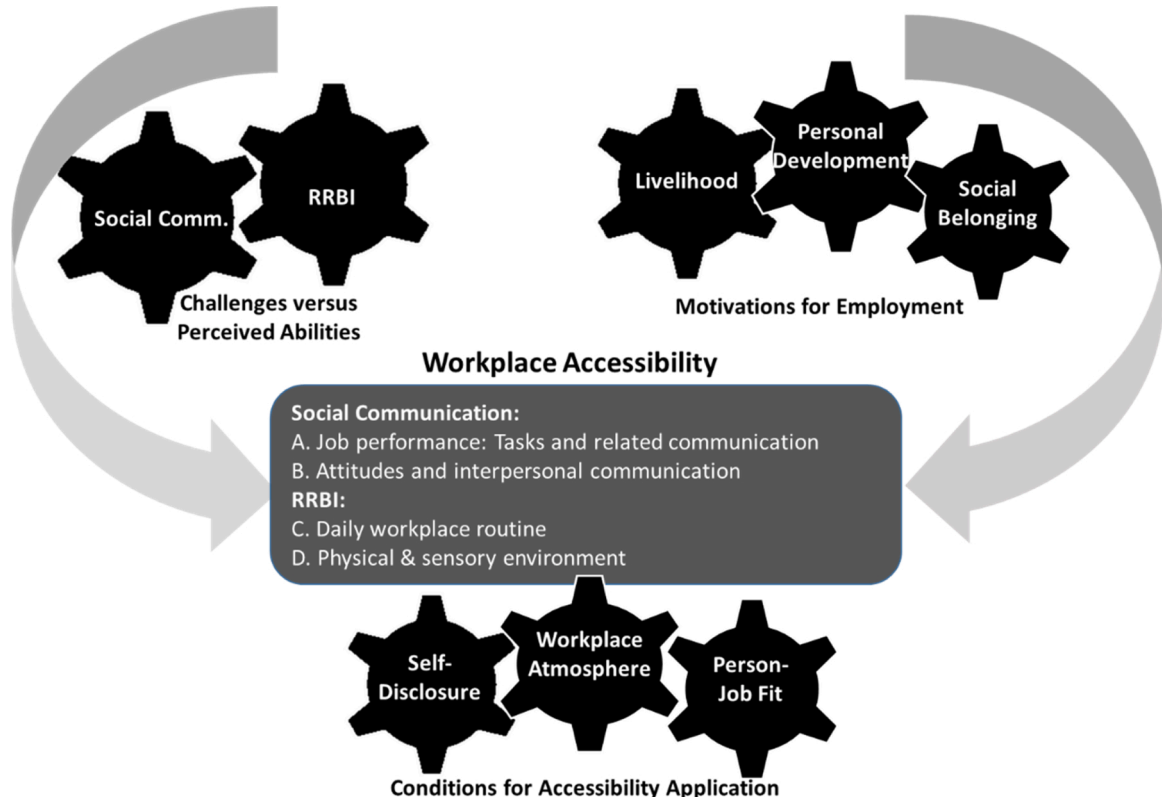 Social Comm.
RRBI
Challenges versus
Perceived Abilities
Livelihood
Personal
Development
Social
Belonging
Motivations for Employment
Workplace Accessibility
Social Communication:
A. Job performance: Tasks and related communication
B. Attitudes and interpersonal communication
RRBI:
C. Daily workplace routine
D. Physical & sensory environment
Self-
Disclosure
Workplace
Atmosphere
Person-
Job Fit
Conditions for Accessibility Application